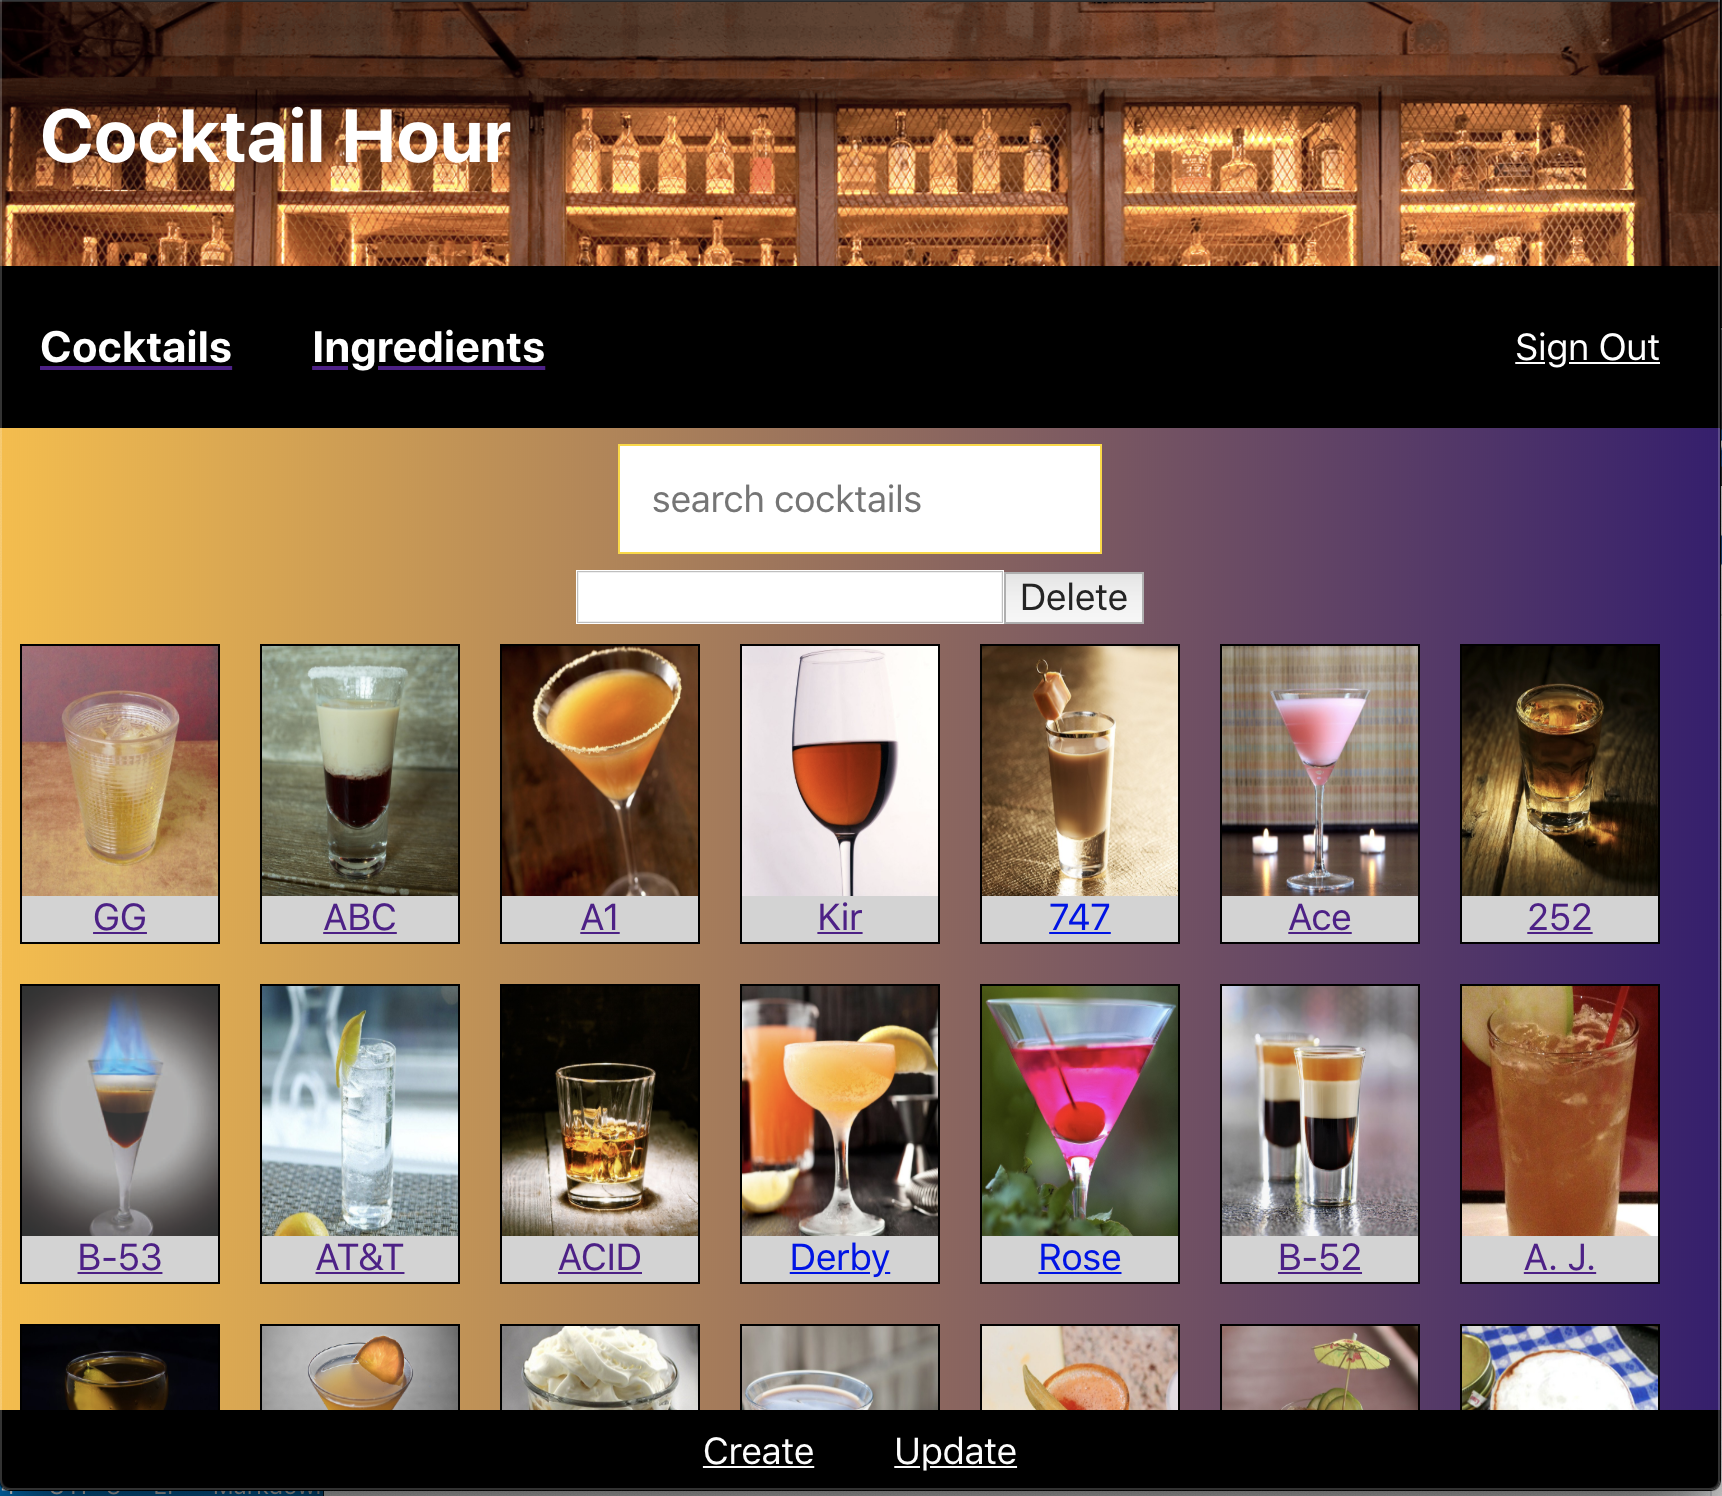 Cocktail Hour
Cocktails Ingredients Sign Out
search cocktails
Delete
GG ABC A1 Kir 747 Ace 252
B-53 AT&T ACID Derby Rose B-52 A. J.
Create Update